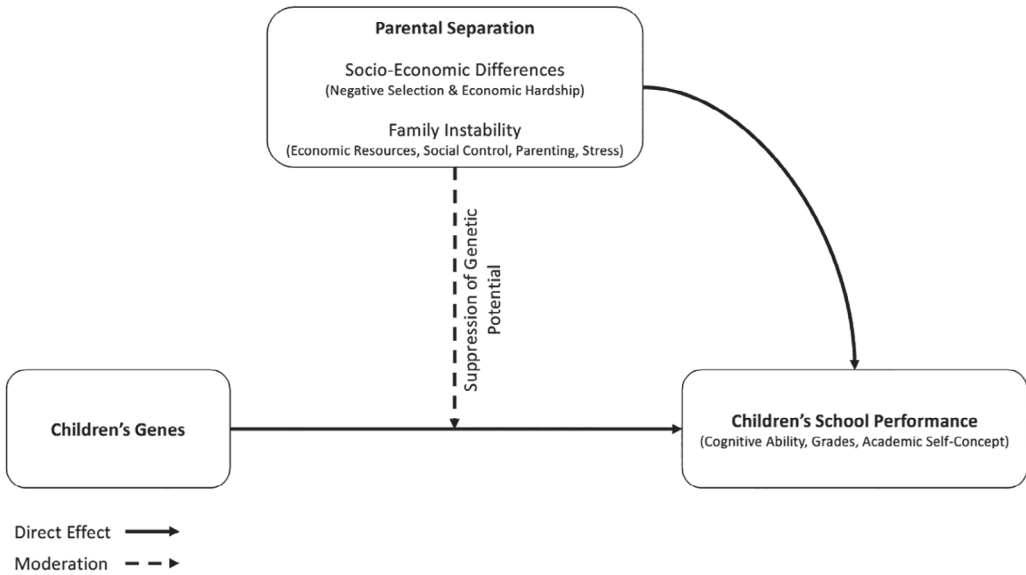 Parental Separation
Socio-Economic Differences
(Negative Selection & Economic Hardship)
Family Instability
(Economic Resources, Social Control, Parenting, Stress)
Suppression of Genetic
Potential
Children's Genes
Children's School Performance
(Cognitive Ability, Grades, Academic Self-Concept)
Direct Effect
Moderation